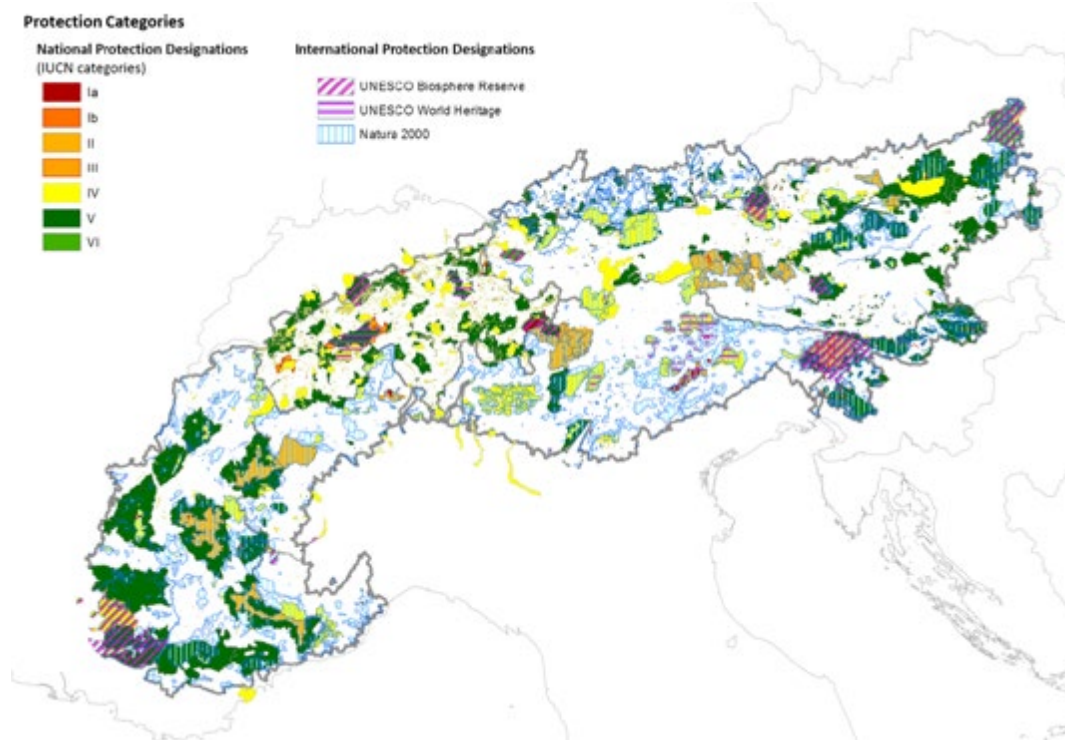 Protection Categories
National Protection Designations
(IUCN categories)
Ia
Ib
II
III
IV
V
VI
International Protection Designations
UNESCO Biosphere Reserve
UNESCO World Heritage
Natura 2000